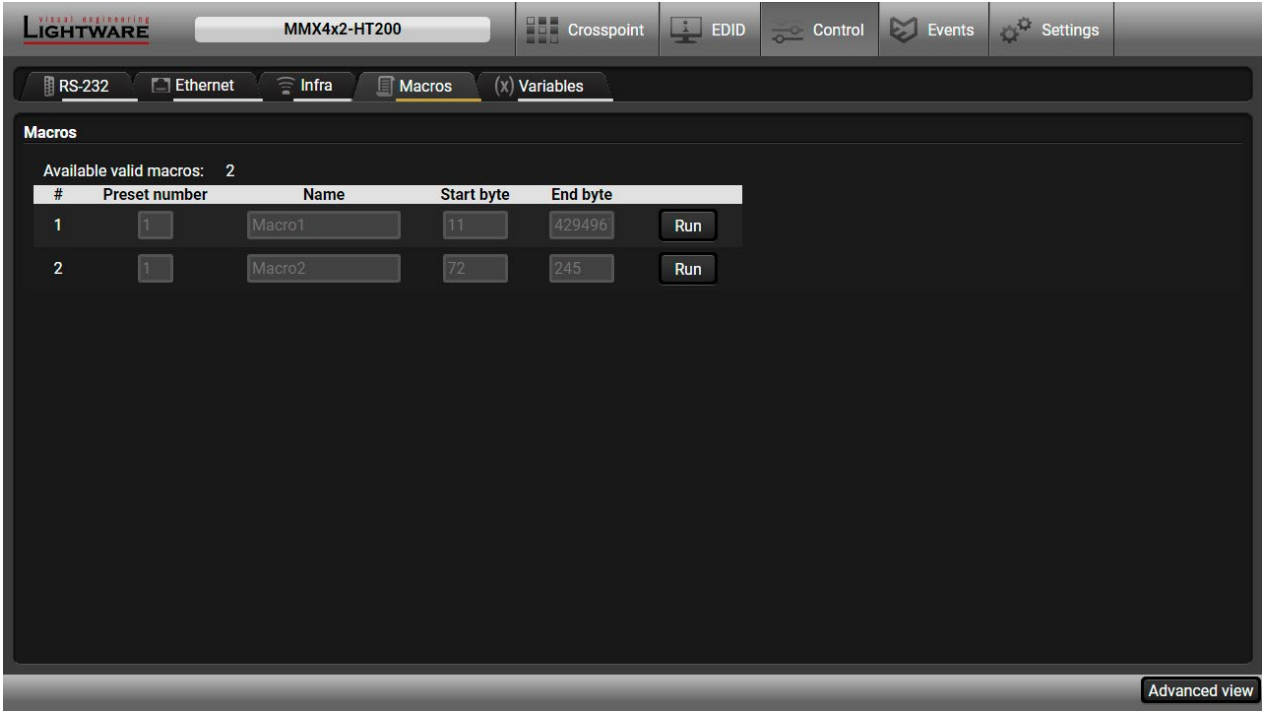 visual engineering
LIGHTWARE
MMX4x2-HT200
Crosspoint
EDID
Control
Events
Settings
RS-232
Ethernet
Infra
Macros
(x) Variables
Macros
Available valid macros: 2
# Preset number Name Start byte End byte
1 1 Macro1 11 429496 Run
2 1 Macro2 72 245 Run
Advanced view